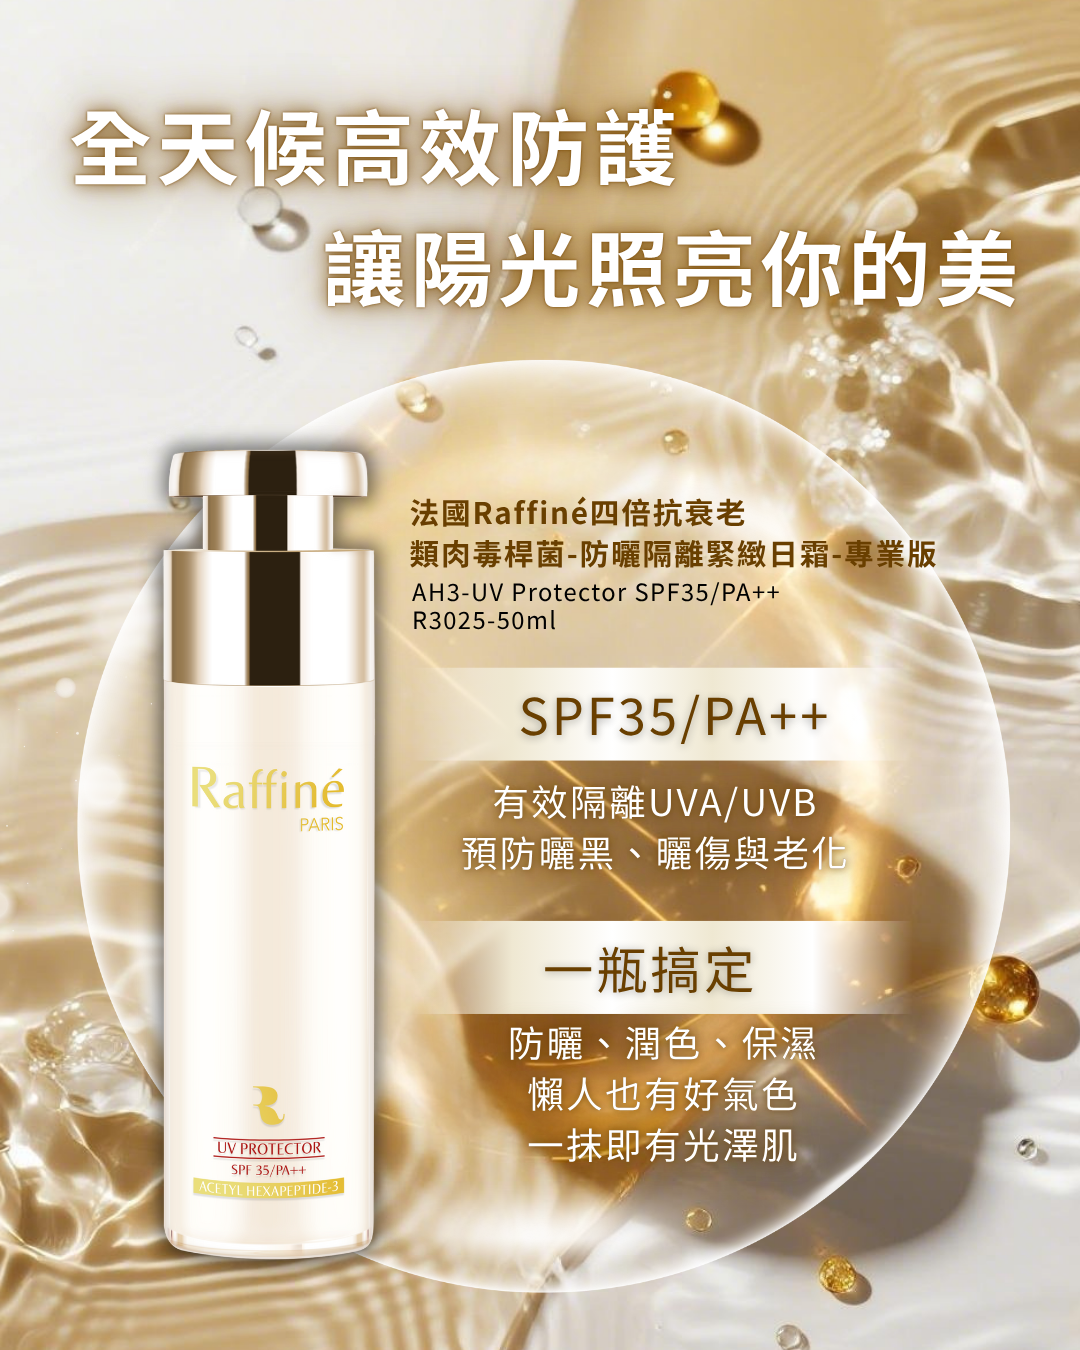 全天候高效防護
讓陽光照亮你的美
法國Raffiné四倍抗衰老
類肉毒桿菌-防曬隔離緊緻日霜-專業版
AH3-UV Protector SPF35/PA++
R3025-50ml
SPF35/PA++
有效隔離UVA/UVB
預防曬黑、曬傷與老化
一瓶搞定
防曬、潤色、保濕
懶人也有好氣色
一抹即有光澤肌
Raffiné
PARIS
R
UV PROTECTOR
SPF 35/PA++
ACETYL HEXAPEPTIDE-3